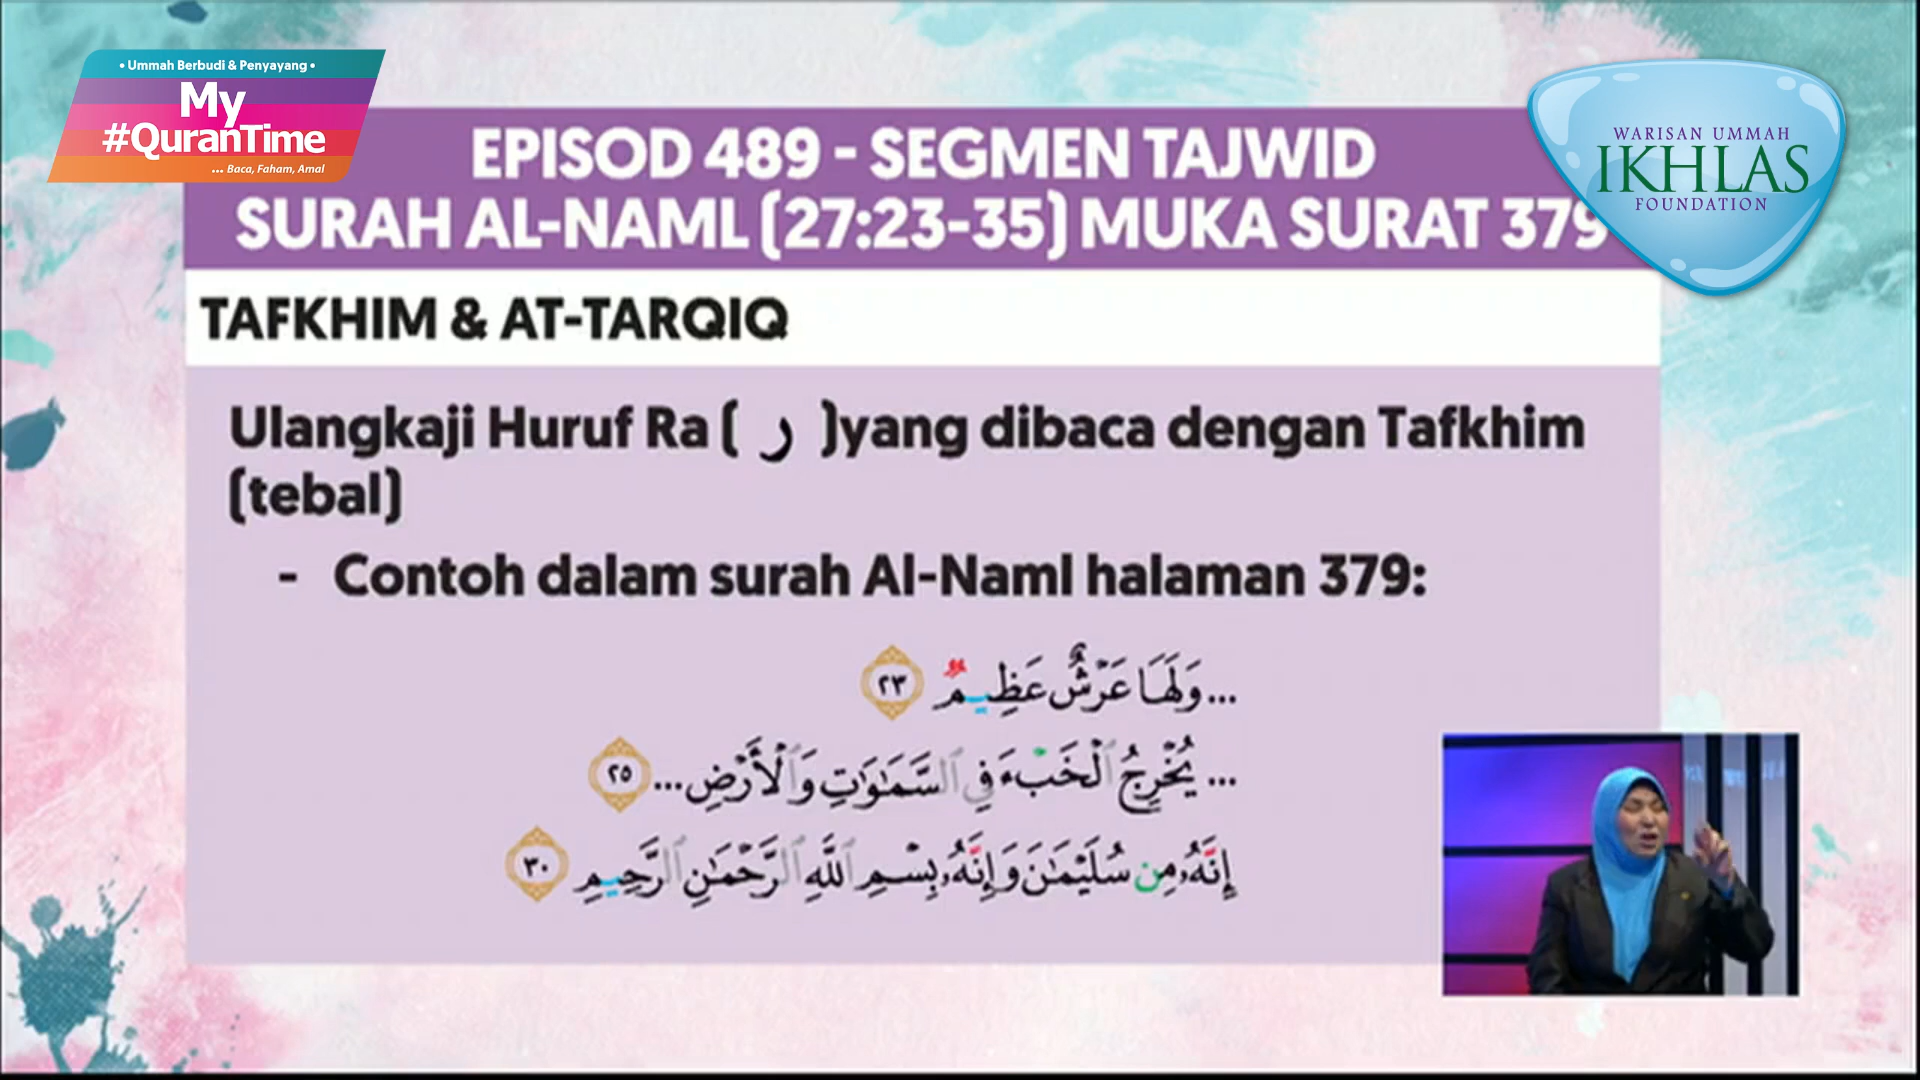 • Ummah Berbudi & Penyayang •
My
#QuranTime
... Baca, Faham, Amal
WARISAN UMMAH
IKHLAS
FOUNDATION
EPISOD 489 - SEGMEN TAJWID
SURAH AL-NAML (27:23-35) MUKA SURAT 379
TAFKHIM & AT-TARQIQ
Ulangkaji Huruf Ra ( ر )yang dibaca dengan Tafkhim
(tebal)
- Contoh dalam surah Al-Naml halaman 379:
...وَلَهَا عَرْشٌ عَظِيمٌ ٢٣
... يُخْرِجُ ٱلْخَبْءَ فِي ٱلسَّمَٰوَٰتِ وَٱلْأَرْضِ... ٢٥
إِنَّهُۥ مِن سُلَيْمَٰنَ وَإِنَّهُۥ بِسْمِ ٱللَّهِ ٱلرَّحْمَٰنِ ٱلرَّحِيمِ ٣٠